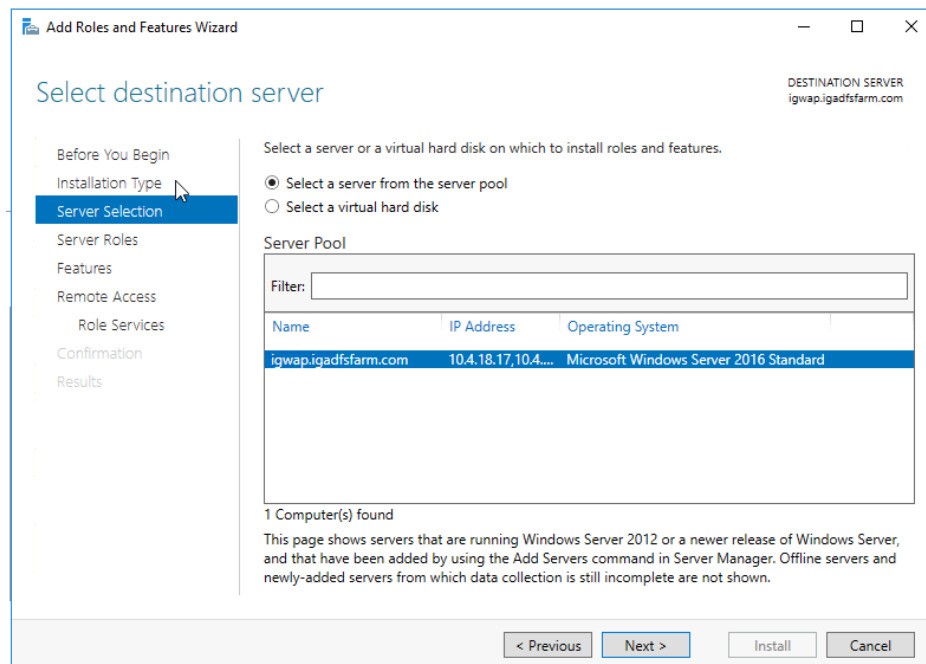 Add Roles and Features Wizard
Select destination server
DESTINATION SERVER
igwap.igadfsfarm.com
Before You Begin
Installation Type
Server Selection
Server Roles
Features
Remote Access
Role Services
Confirmation
Results
Select a server or a virtual hard disk on which to install roles and features.
Select a server from the server pool
Select a virtual hard disk
Server Pool
Filter:
Name IP Address Operating System
igwap.igadfsfarm.com 10.4.18.17,10.4.... Microsoft Windows Server 2016 Standard
1 Computer(s) found
This page shows servers that are running Windows Server 2012 or a newer release of Windows Server,
and that have been added by using the Add Servers command in Server Manager. Offline servers and
newly-added servers from which data collection is still incomplete are not shown.
< Previous Next > Install Cancel